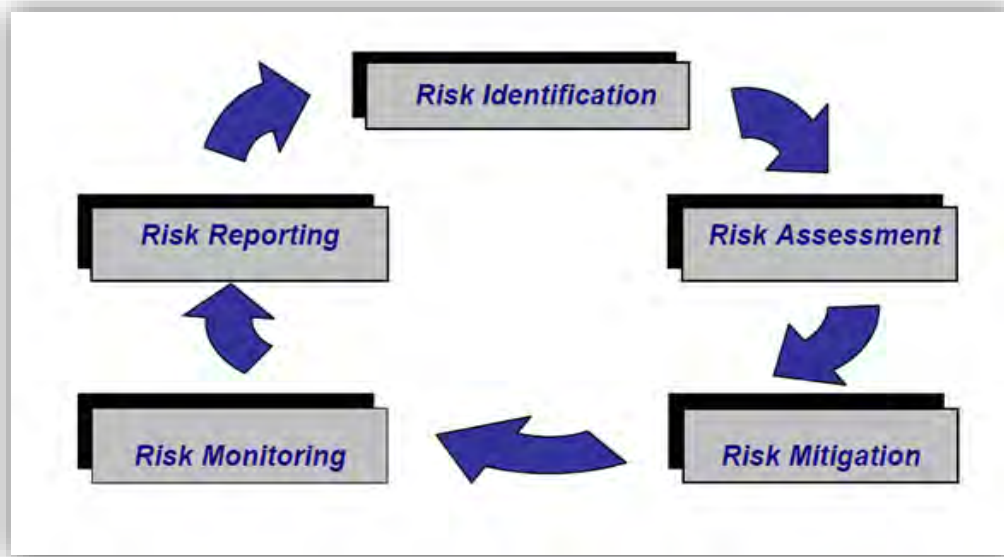 Risk Identification
Risk Reporting
Risk Assessment
Risk Monitoring
Risk Mitigation